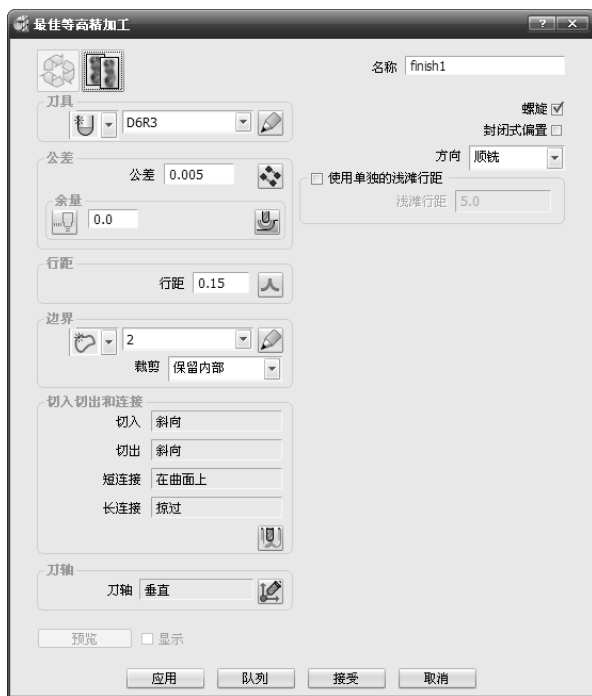 最佳等高精加工
名称 finish1
刀具
D6R3
螺旋
封闭式偏置
方向 顺铣
公差
公差 0.005
使用单独的浅滩行距
浅滩行距 5.0
余量
0.0
行距
行距 0.15
边界
2
裁剪 保留内部
切入切出和连接
切入 斜向
切出 斜向
短连接 在曲面上
长连接 掠过
刀轴
刀轴 垂直
预览 显示
应用 队列 接受 取消